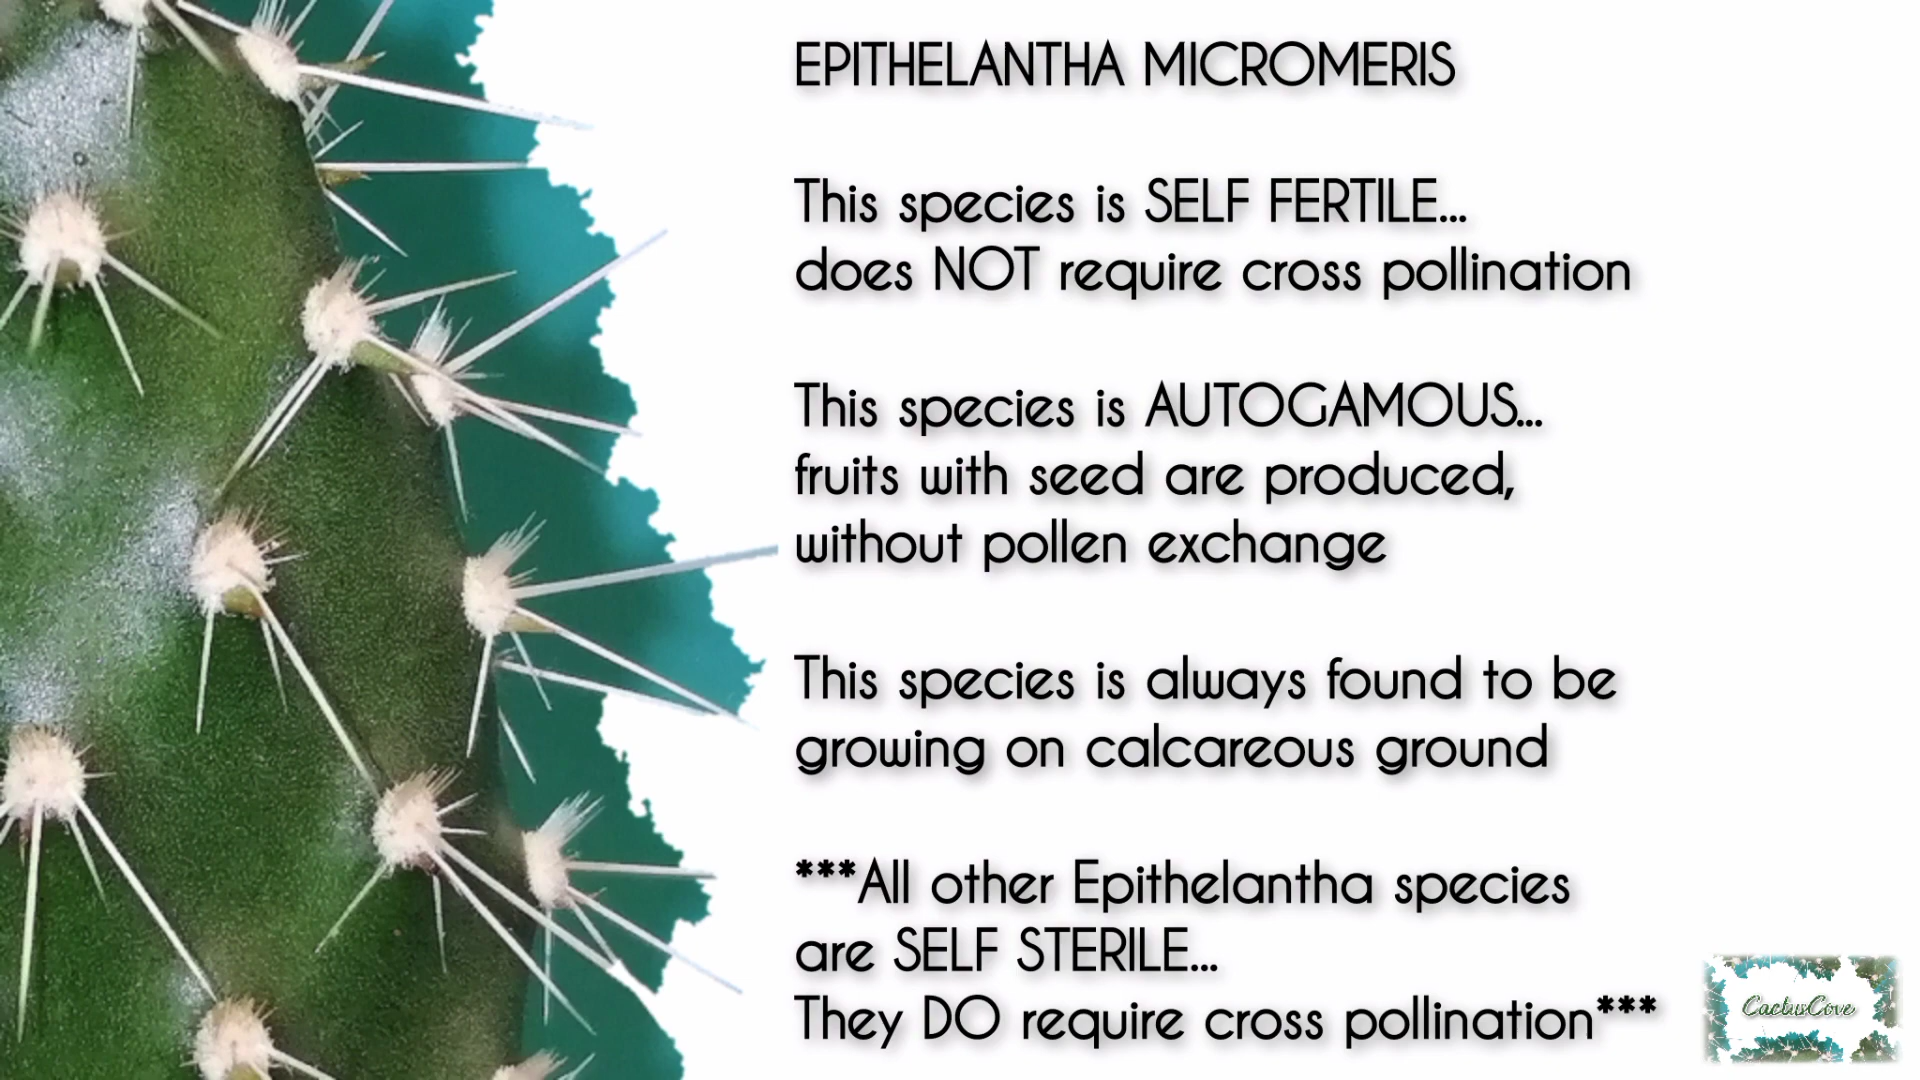 EPITHELANTHA MICROMERIS
This species is SELF FERTILE...
does NOT require cross pollination
This species is AUTOGAMOUS...
fruits with seed are produced,
without pollen exchange
This species is always found to be
growing on calcareous ground
***All other Epithelantha species
are SELF STERILE...
They DO require cross pollination***
CactusCove